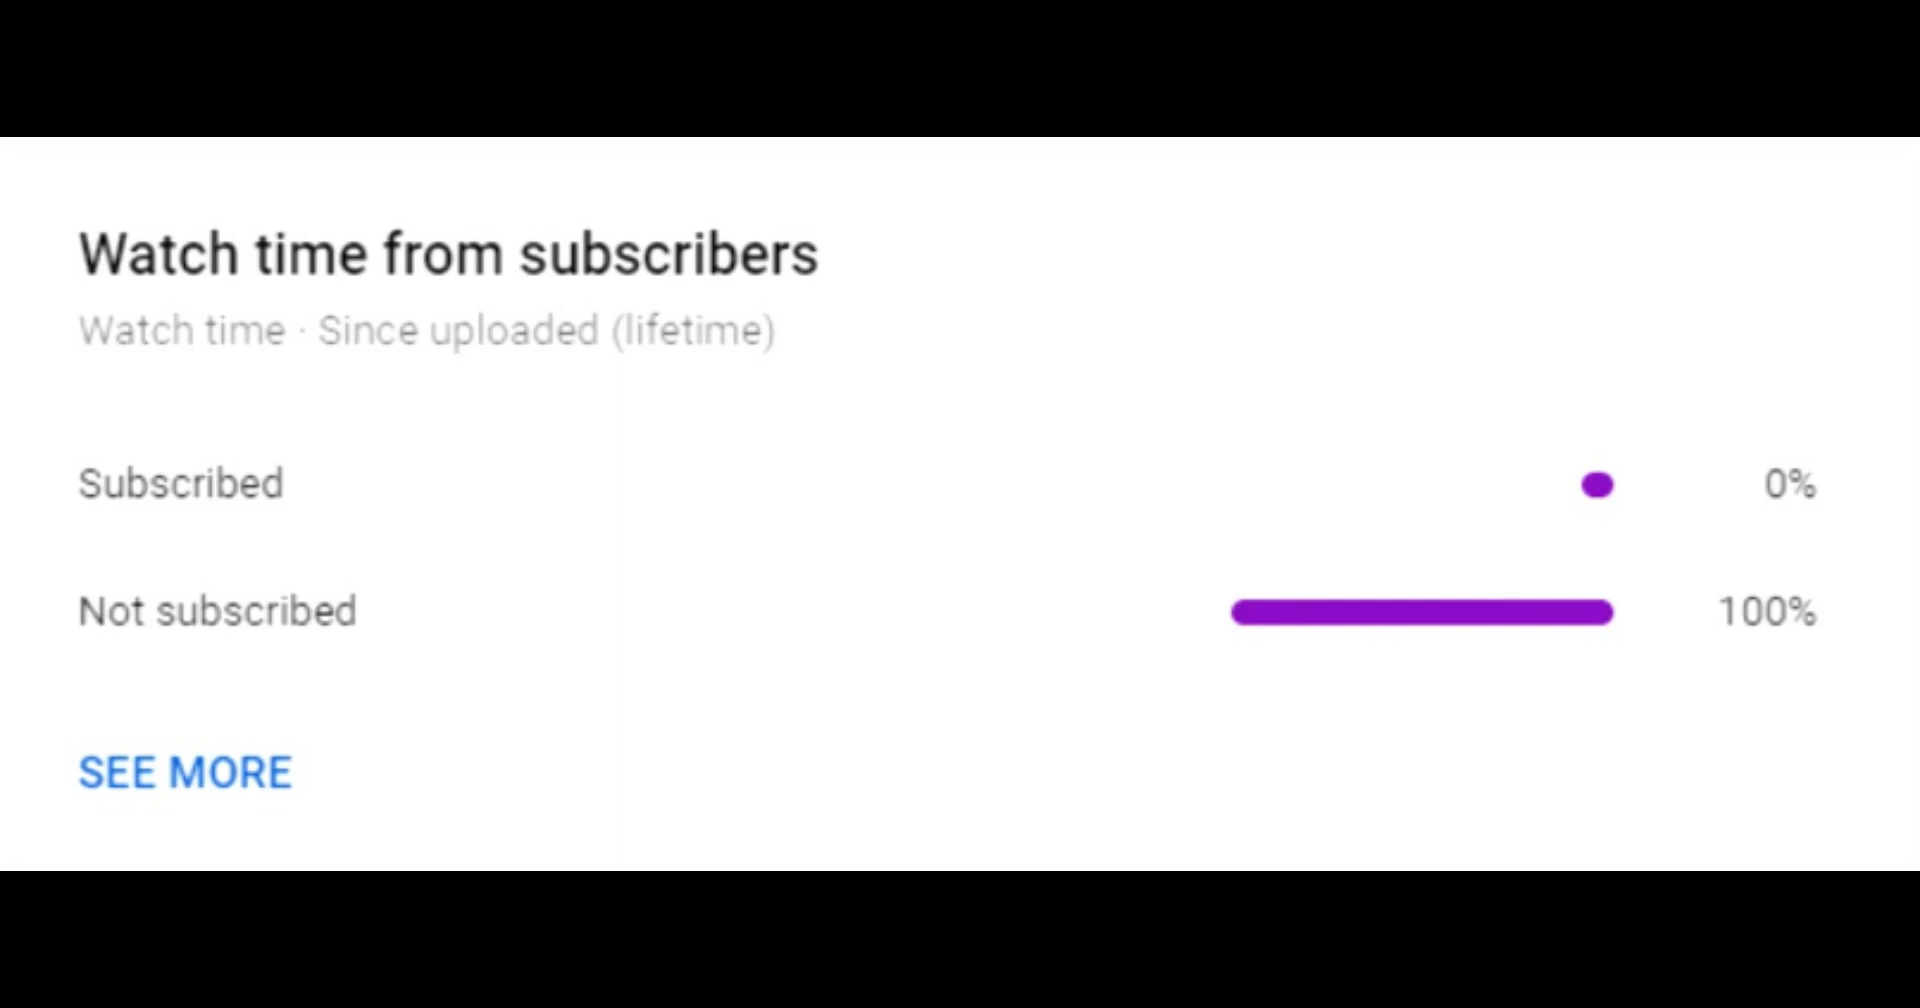 Watch time from subscribers
Watch time · Since uploaded (lifetime)
Subscribed 0%
Not subscribed 100%
SEE MORE